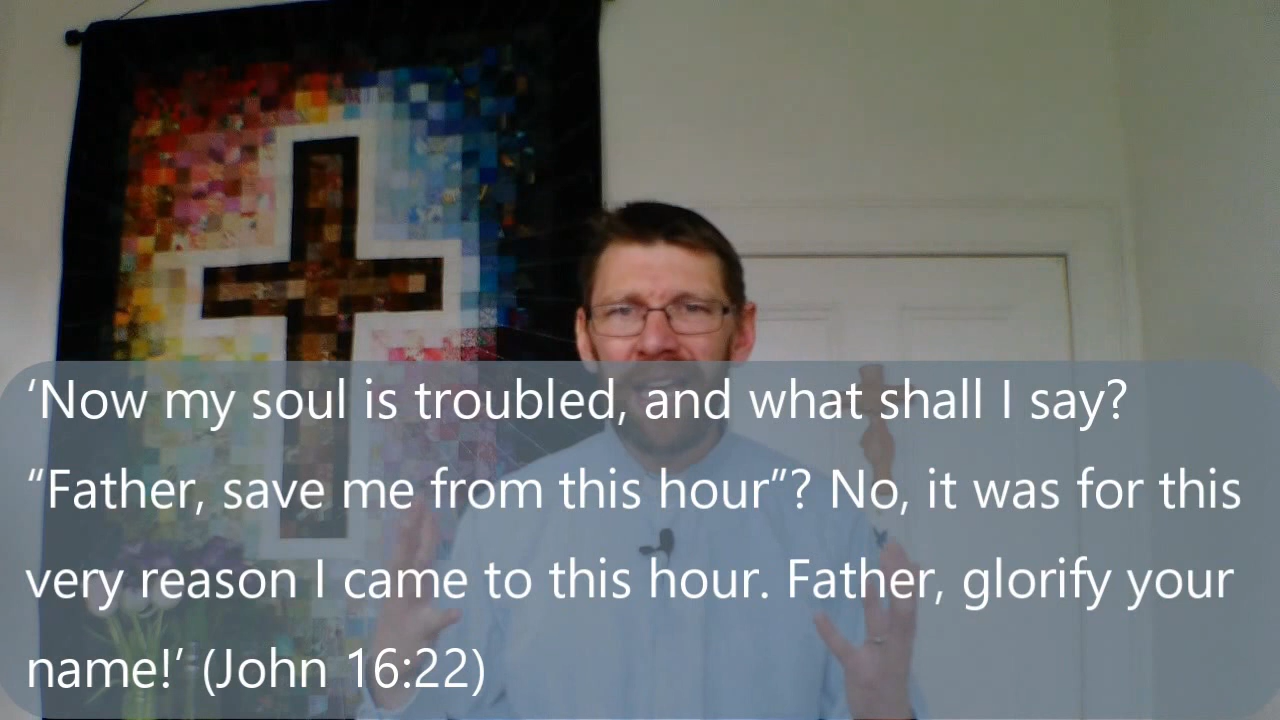 ‘Now my soul is troubled, and what shall I say?
“Father, save me from this hour”? No, it was for this
very reason I came to this hour. Father, glorify your
name!’ (John 16:22)